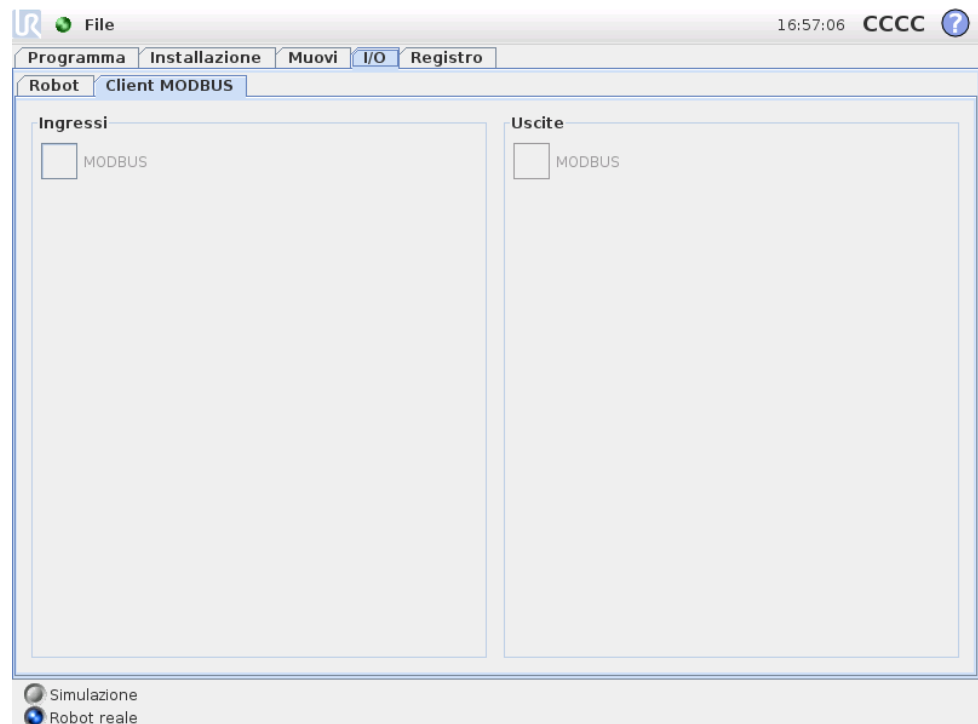 UR File 16:57:06 CCCC ?
Programma Installazione Muovi I/O Registro
Robot Client MODBUS
Ingressi Uscite
MODBUS MODBUS
Simulazione
Robot reale